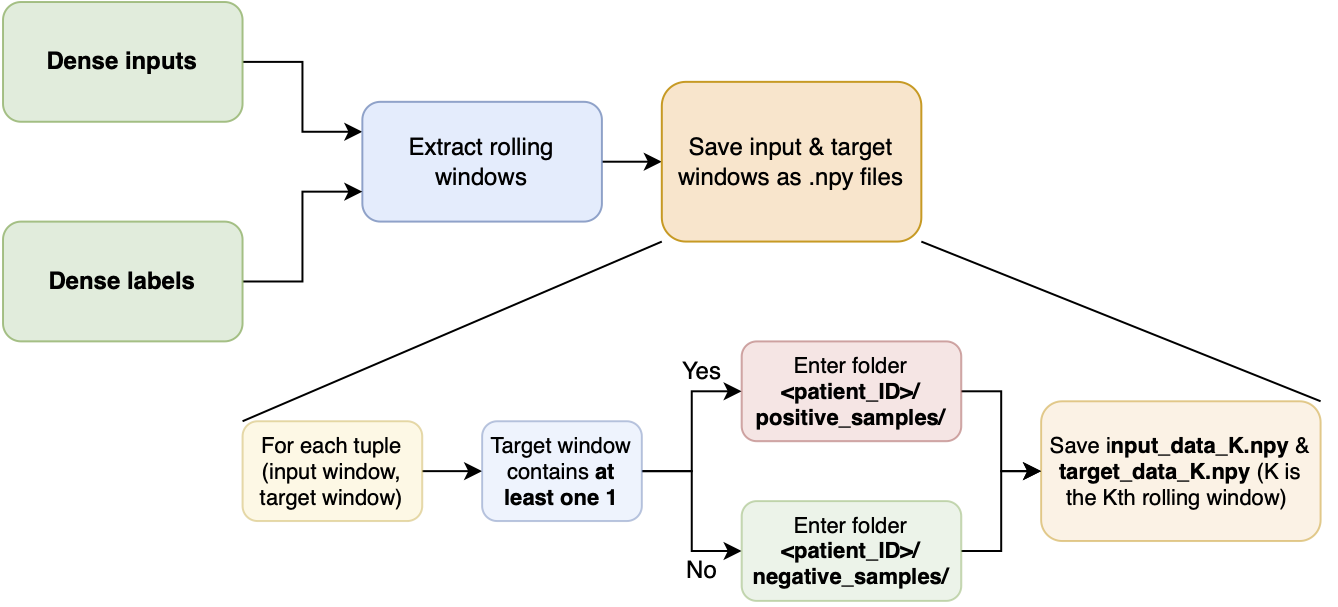 Dense inputs
Dense labels
Extract rolling
windows
Save input & target
windows as .npy files
For each tuple
(input window,
target window)
Target window
contains at
least one 1
Yes
No
Enter folder
<patient_ID>/
positive_samples/
Enter folder
<patient_ID>/
negative_samples/
Save input_data_K.npy &
target_data_K.npy (K is
the Kth rolling window)